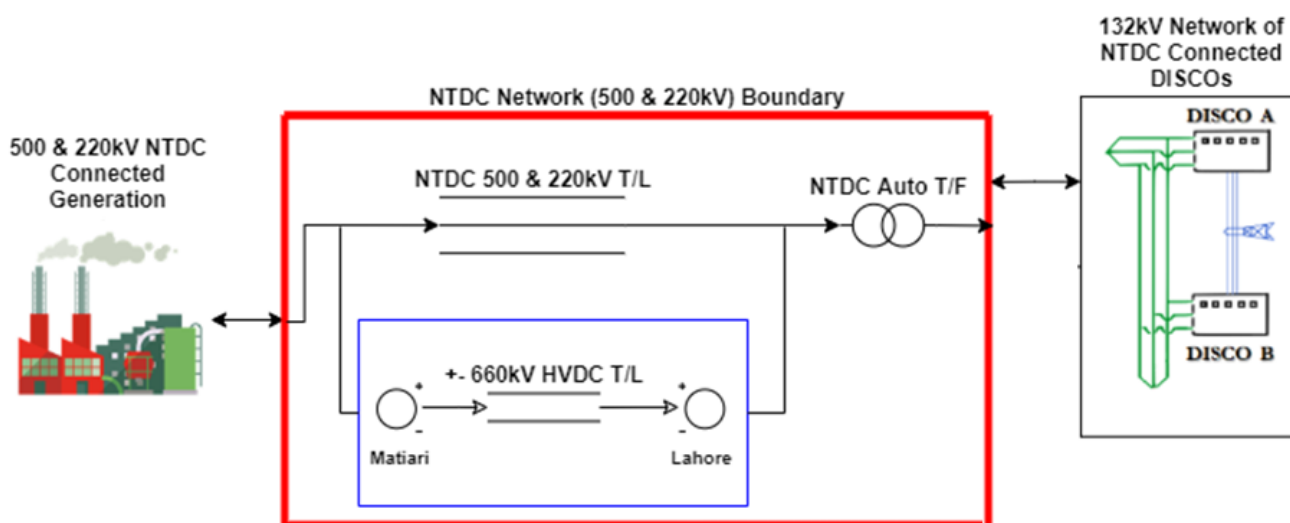 132kV Network of
NTDC Connected
DISCOs
NTDC Network (500 & 220kV) Boundary
DISCO A
500 & 220kV NTDC
Connected
Generation
NTDC 500 & 220kV T/L
NTDC Auto T/F
+- 660kV HVDC T/L
+
-
+
-
Matiari
Lahore
DISCO B